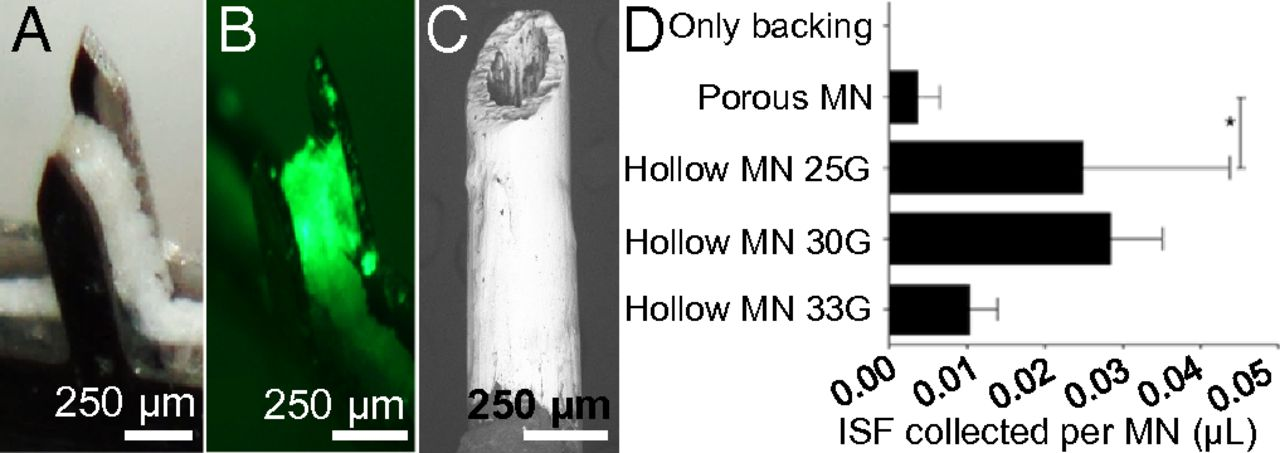 A
250 µm
B
250 µm
C
250 µm
D
Only backing
Porous MN
Hollow MN 25G
Hollow MN 30G
Hollow MN 33G
*
0.00 0.01 0.02 0.03 0.04 0.05
ISF collected per MN (µL)